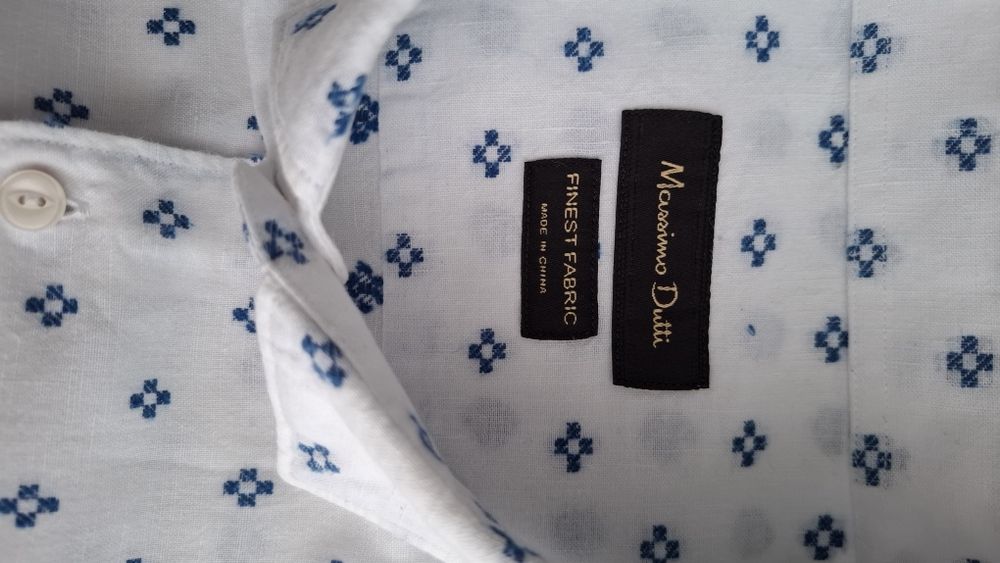 Massimo Dutti
FINEST FABRIC
MADE IN CHINA